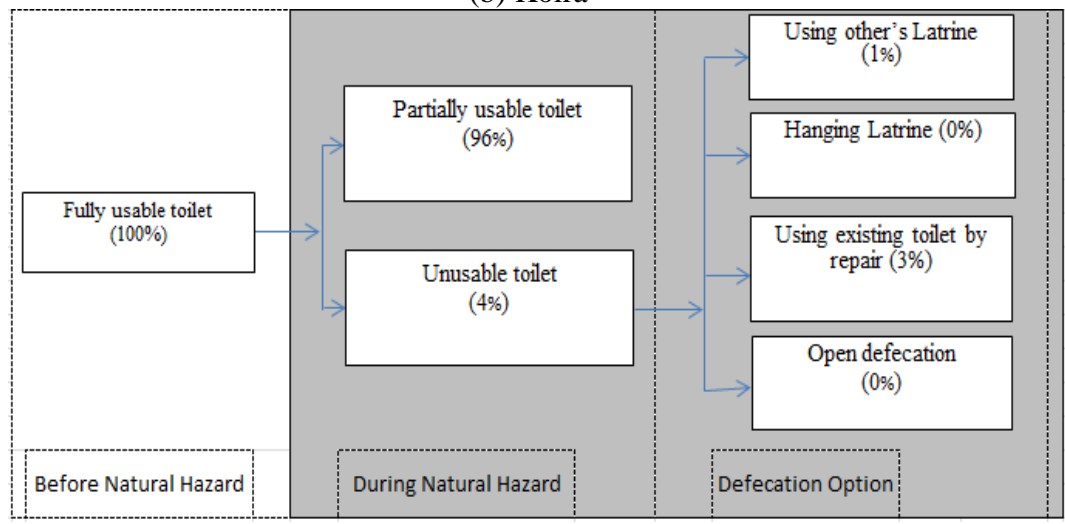 Fully usable toilet
(100%)
Partially usable toilet
(96%)
Unusable toilet
(4%)
Using other's Latrine
(1%)
Hanging Latrine (0%)
Using existing toilet by
repair (3%)
Open defecation
(0%)
Before Natural Hazard
During Natural Hazard
Defecation Option